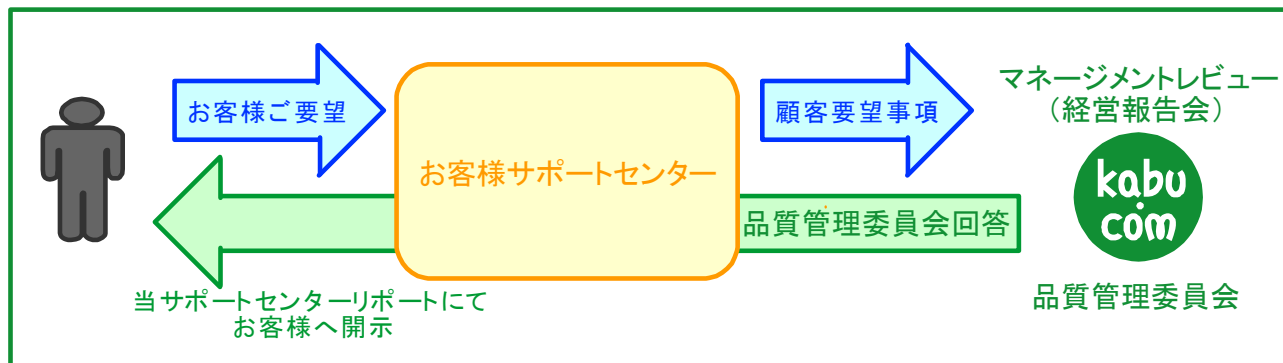 お客様ご要望
お客様サポートセンター
顧客要望事項
マネージメントレビュー
（経営報告会）
kabu
.com
品質管理委員会回答
品質管理委員会
当サポートセンターリポートにて
お客様へ開示